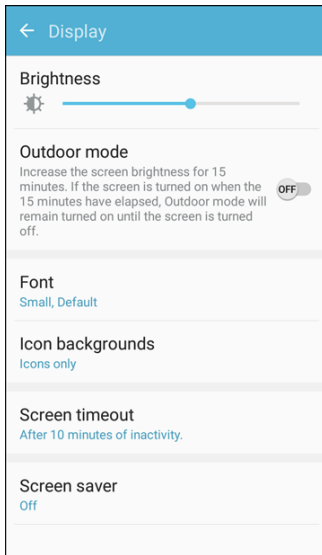 Display
Brightness
Outdoor mode
Increase the screen brightness for 15
minutes. If the screen is turned on when the
15 minutes have elapsed, Outdoor mode will
remain turned on until the screen is turned
off.
OFF
Font
Small, Default
Icon backgrounds
Icons only
Screen timeout
After 10 minutes of inactivity.
Screen saver
Off